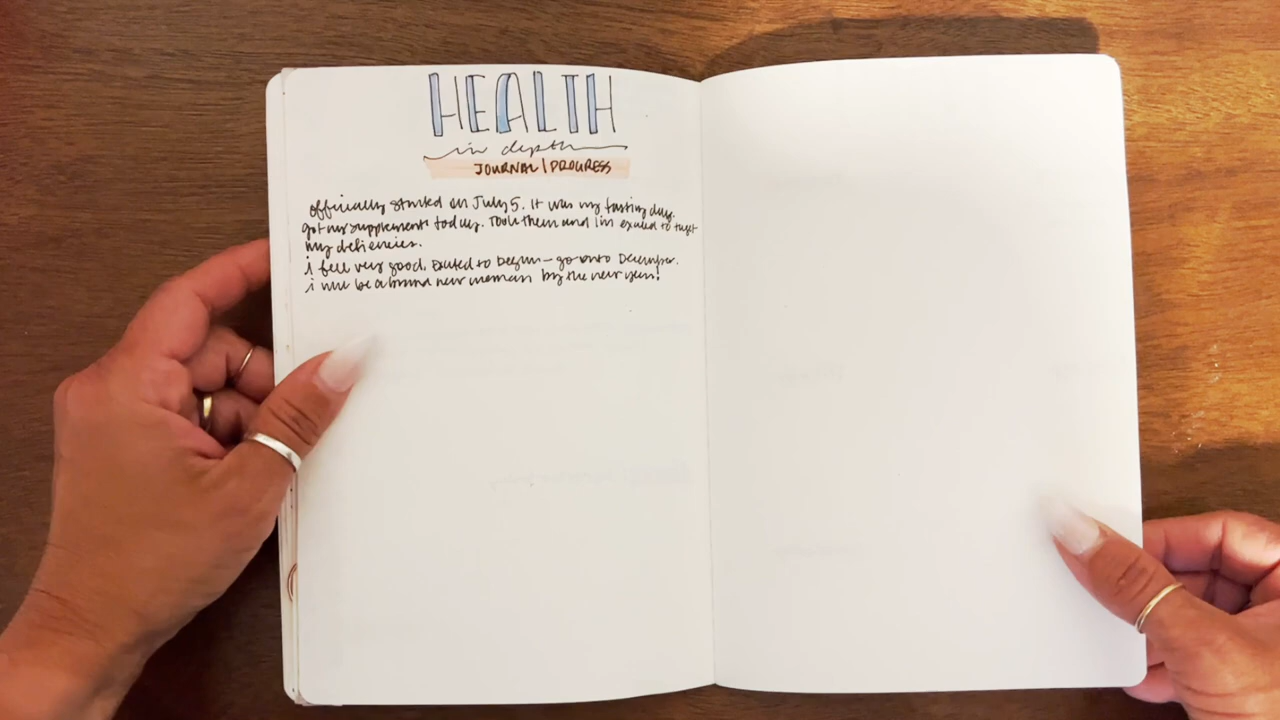 HEALTH
in depth
JOURNAL | PROGRESS
officially started on July 5. It was my fasting day.
got my supplements today. Took them and I'm excited to target
my deficiencies.
i feel very good. Excited to begin — go onto December.
i will be a brand new woman by the new year!